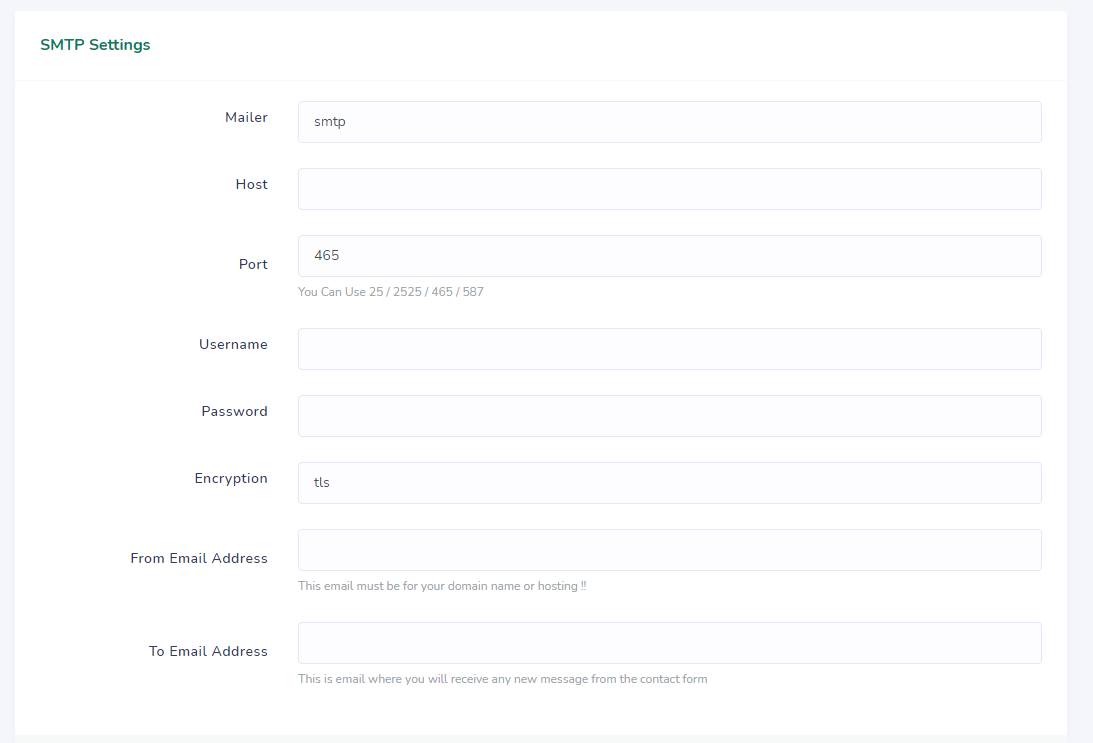 SMTP Settings
Mailer
smtp
Host
Port
465
You Can Use 25 / 2525 / 465 / 587
Username
Password
Encryption
tls
From Email Address
This email must be for your domain name or hosting !!
To Email Address
This is email where you will receive any new message from the contact form